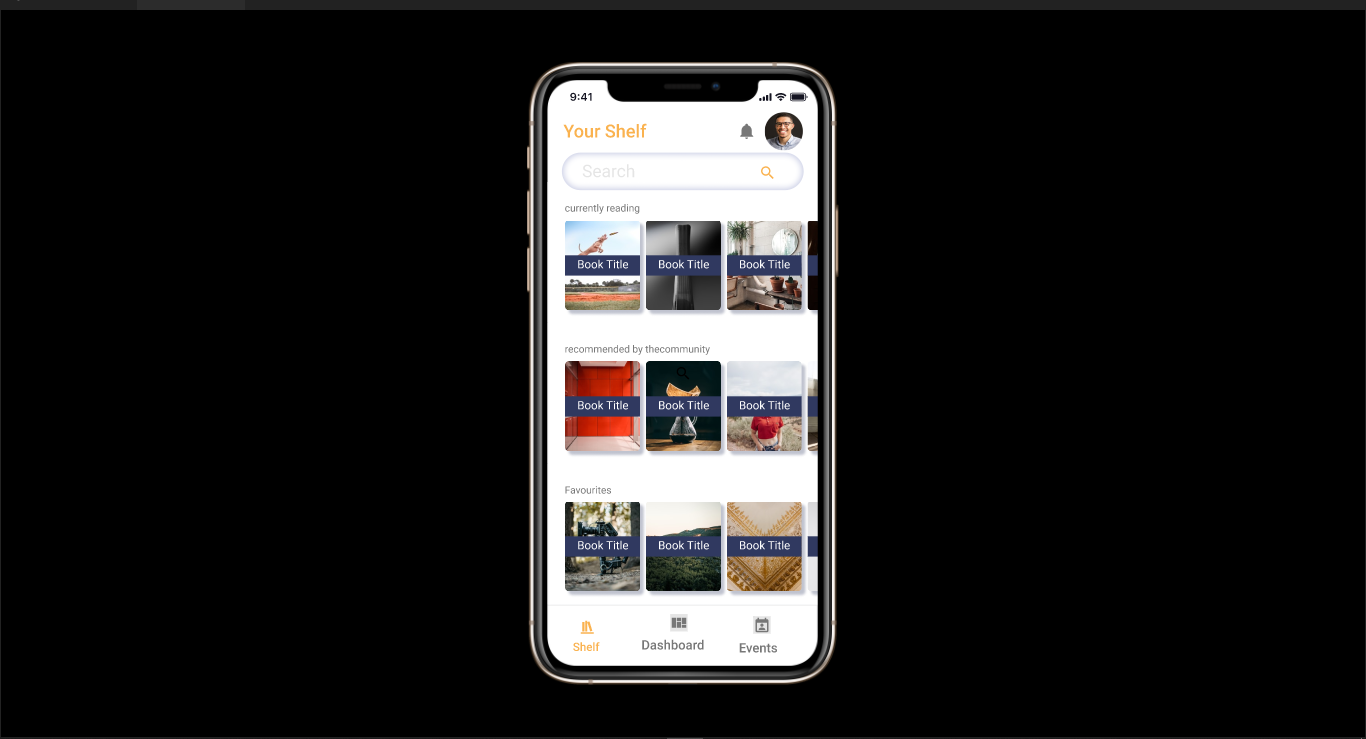 9:41
Your Shelf
Search
currently reading
Book Title Book Title Book Title
recommended by thecommunity
Book Title Book Title Book Title
Favourites
Book Title Book Title Book Title
Shelf Dashboard Events